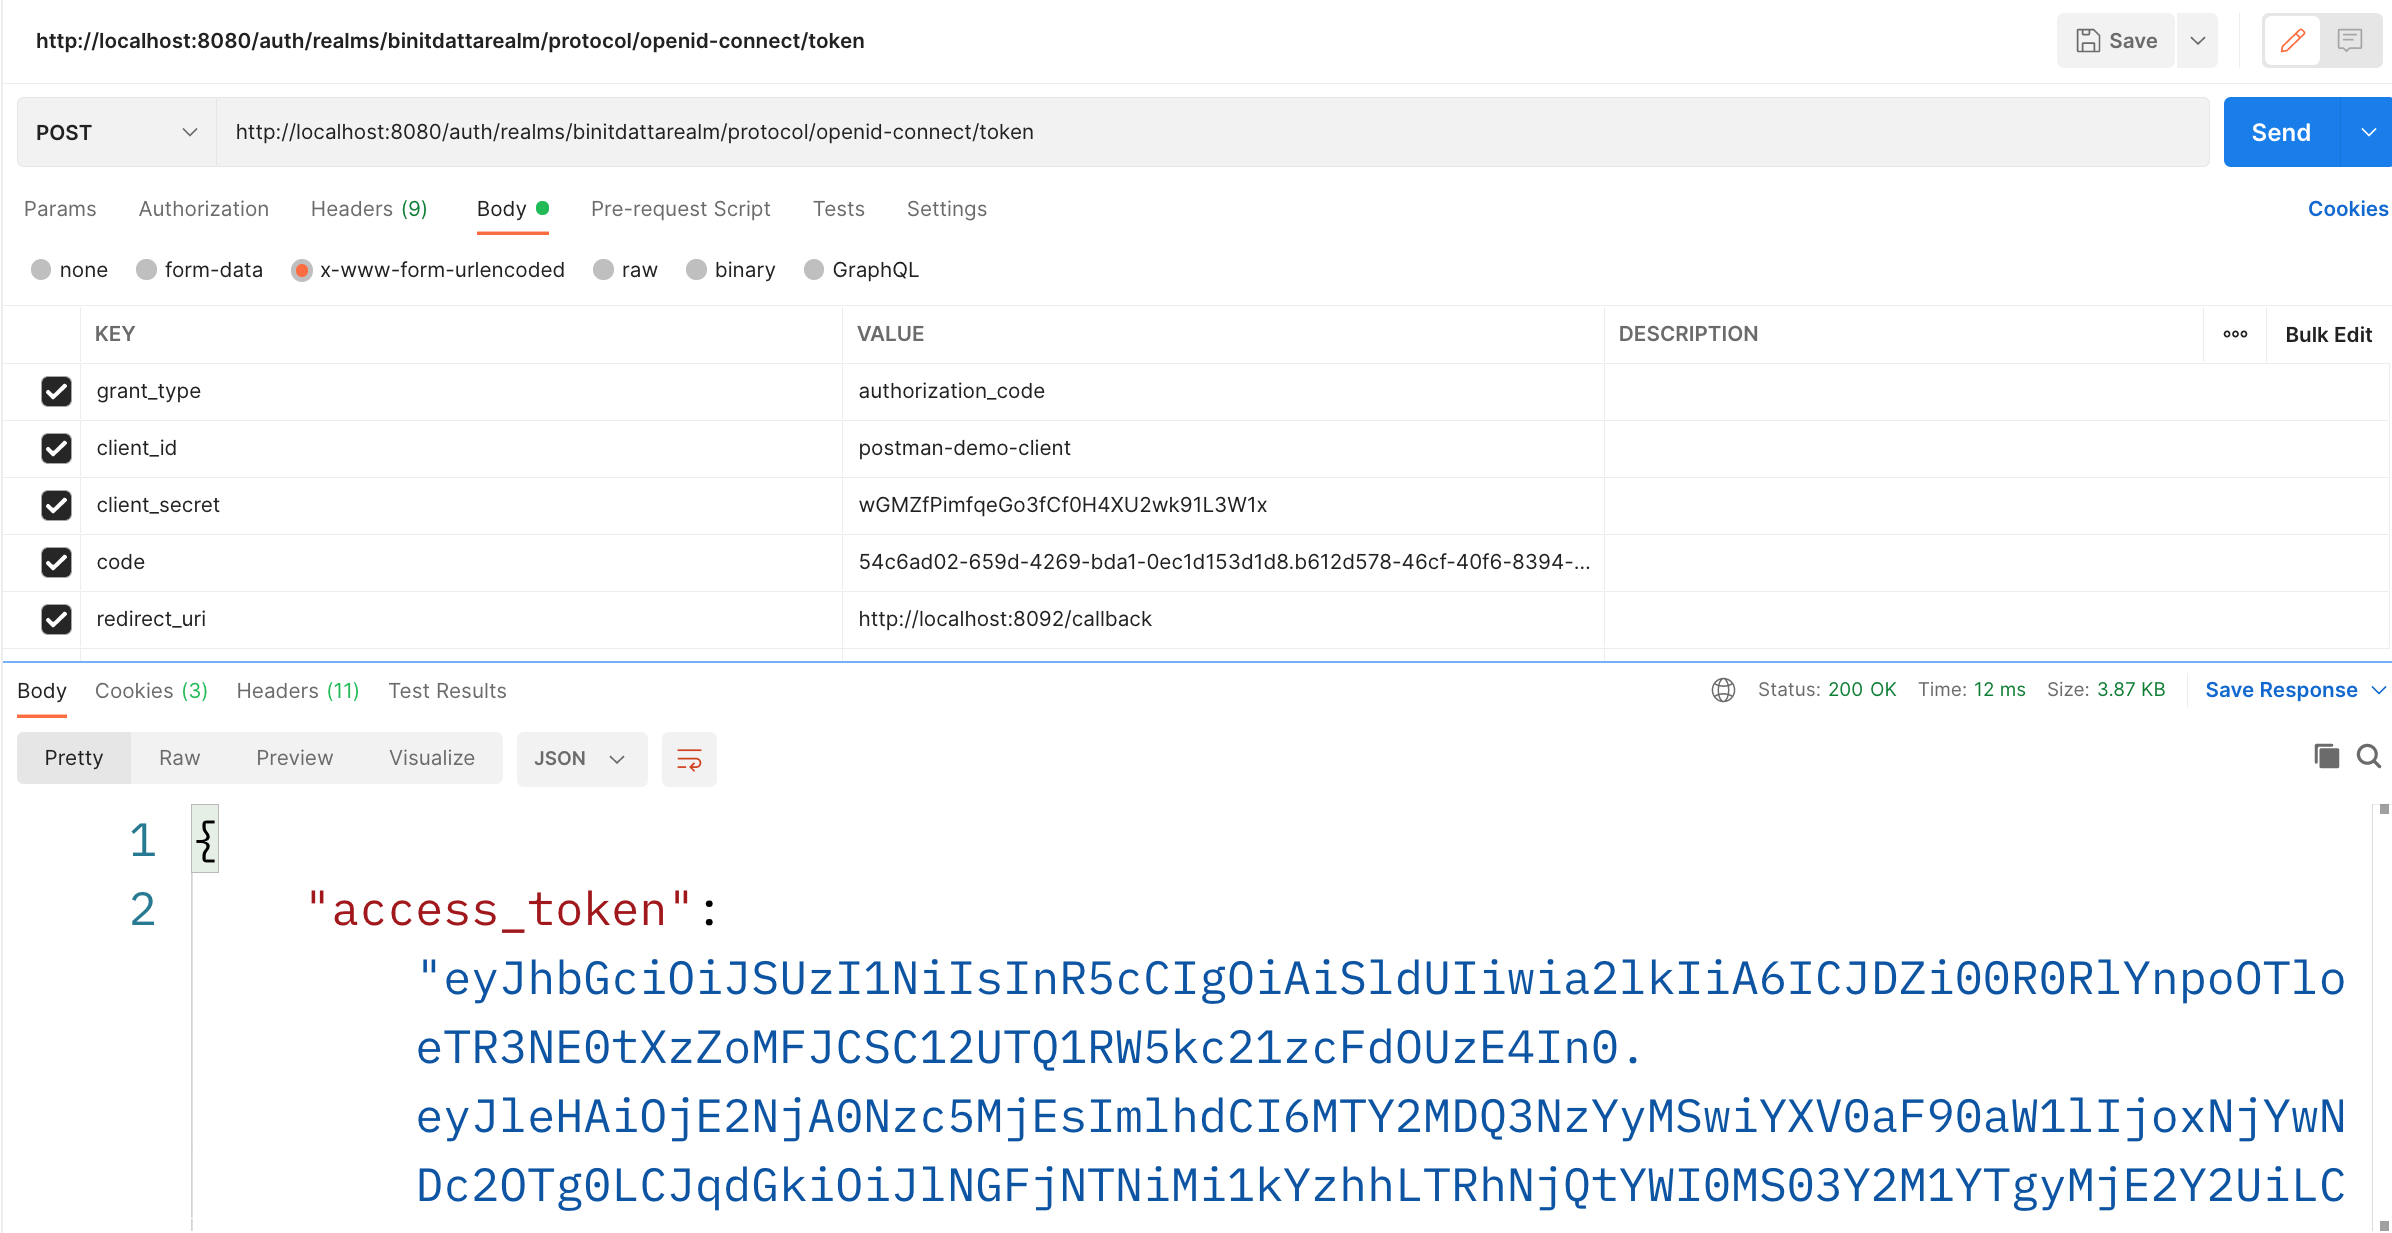 http://localhost:8080/auth/realms/binitdattarealm/protocol/openid-connect/token
Save
POST
http://localhost:8080/auth/realms/binitdattarealm/protocol/openid-connect/token
Send
Params Authorization Headers (9) Body Pre-request Script Tests Settings Cookies
none form-data x-www-form-urlencoded raw binary GraphQL
KEY VALUE DESCRIPTION Bulk Edit
grant_type authorization_code
client_id postman-demo-client
client_secret wGMZfPimfqeGo3fCf0H4XU2wk91L3W1x
code 54c6ad02-659d-4269-bda1-0ec1d153d1d8.b612d578-46cf-40f6-8394-...
redirect_uri http://localhost:8092/callback
Body Cookies (3) Headers (11) Test Results Status: 200 OK Time: 12 ms Size: 3.87 KB Save Response
Pretty Raw Preview Visualize JSON
1 {
2 "access_token":
"eyJhbGciOiJSUzI1NiIsInR5cCIgOiAiSldUIiwia2lkIiA6ICJDZi00R0RlYnpoOTlo
eTR3NE0tXzZoMFJCSC12UTQ1RW5kc21zcFdOUzE4In0.
eyJleHAiOjE2NjA0Nzc5MjEsImlhdCI6MTY2MDQ3NzYyMSwiYXV0aF90aW1lIjoxNjYwN
Dc2OTg0LCJqdGkiOiJlNGFjNTNiMi1kYzhhLTRhNjQtYWI0MS03Y2M1YTgyMjE2Y2UiLC